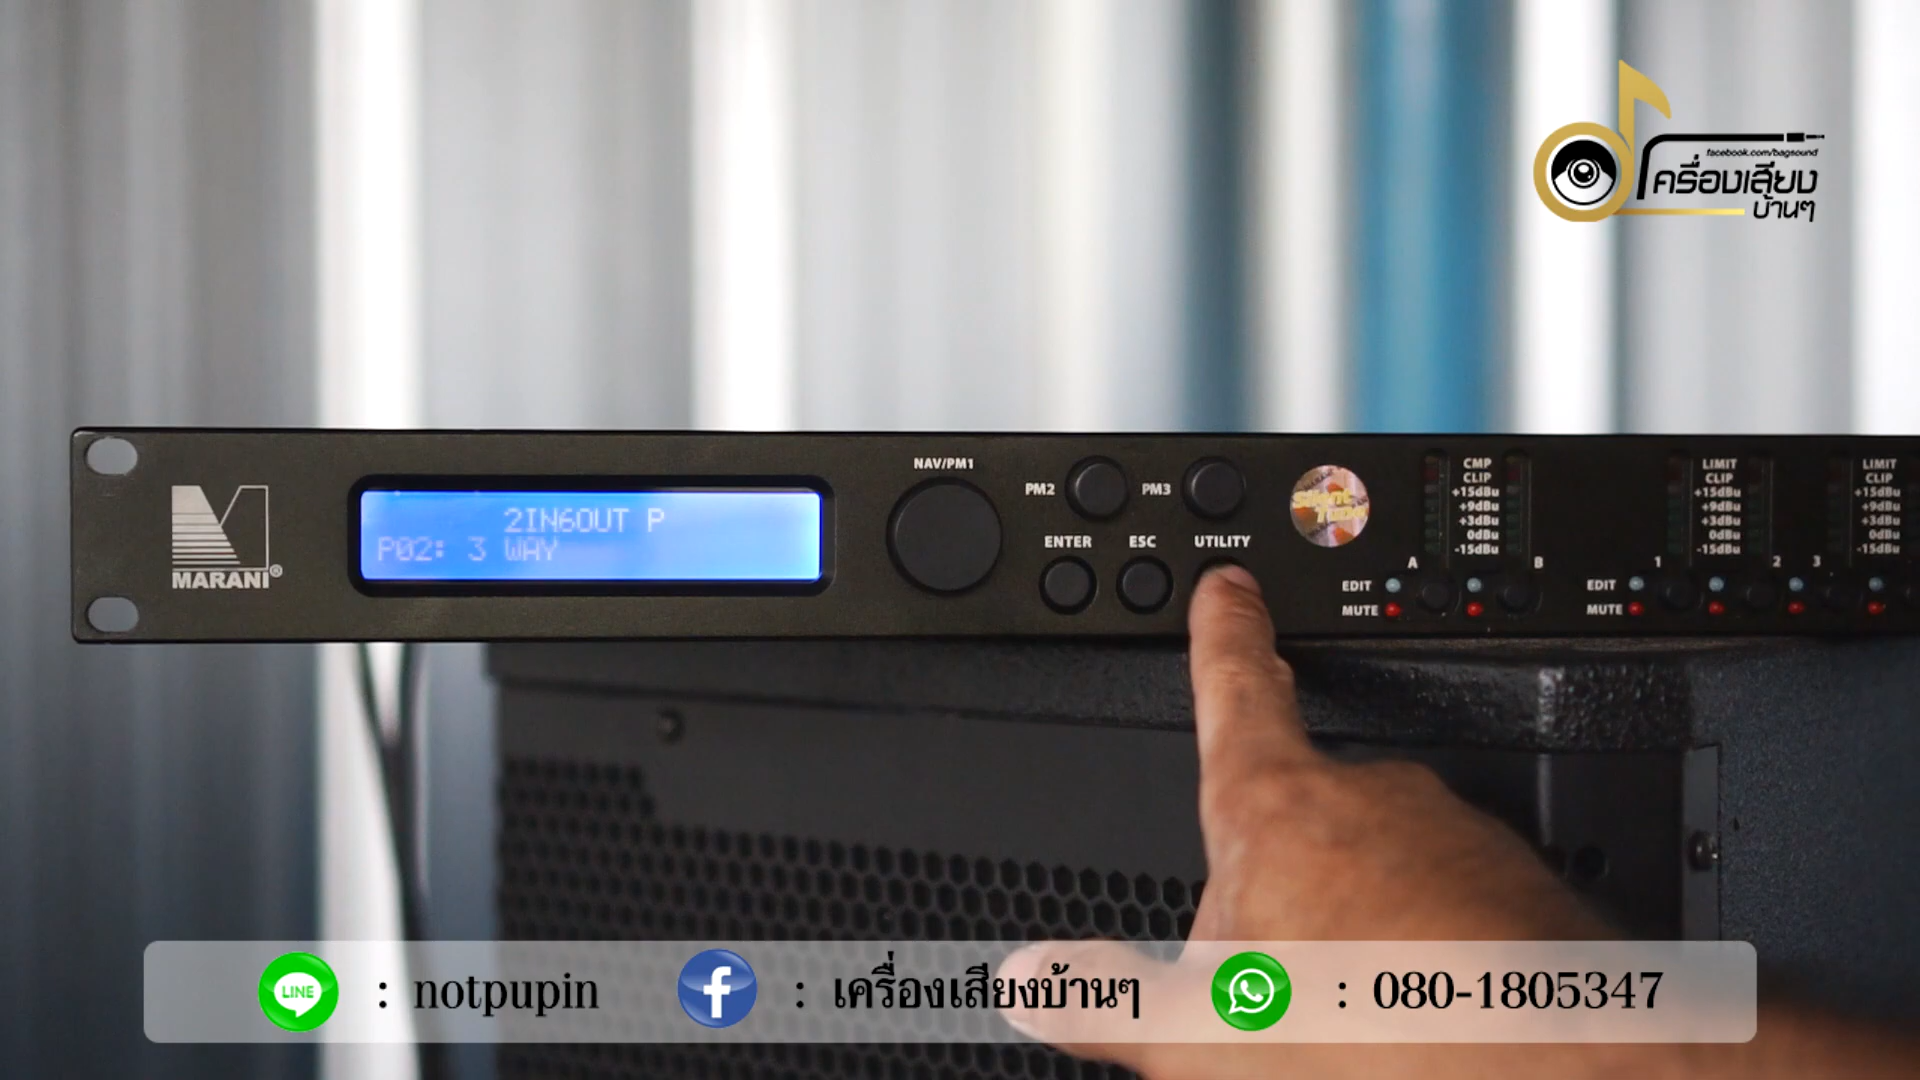 facebook.com/bagsound
เครื่องเสียง
บ้านๆ
MARANI®
2IN6OUT P
P02: 3 WAY
NAV/PM1
PM2
PM3
ENTER
ESC
UTILITY
Silent
Tune
CMP
CLIP
+15dBu
+9dBu
+3dBu
0dBu
-15dBu
A
B
EDIT
MUTE
LIMIT
CLIP
+15dBu
+9dBu
+3dBu
0dBu
-15dBu
1
2
3
EDIT
MUTE
LIMIT
CLIP
+15dBu
+9dBu
+3dBu
0dBu
-15dBu
LINE : notpupin
f : เครื่องเสียงบ้านๆ
: 080-1805347